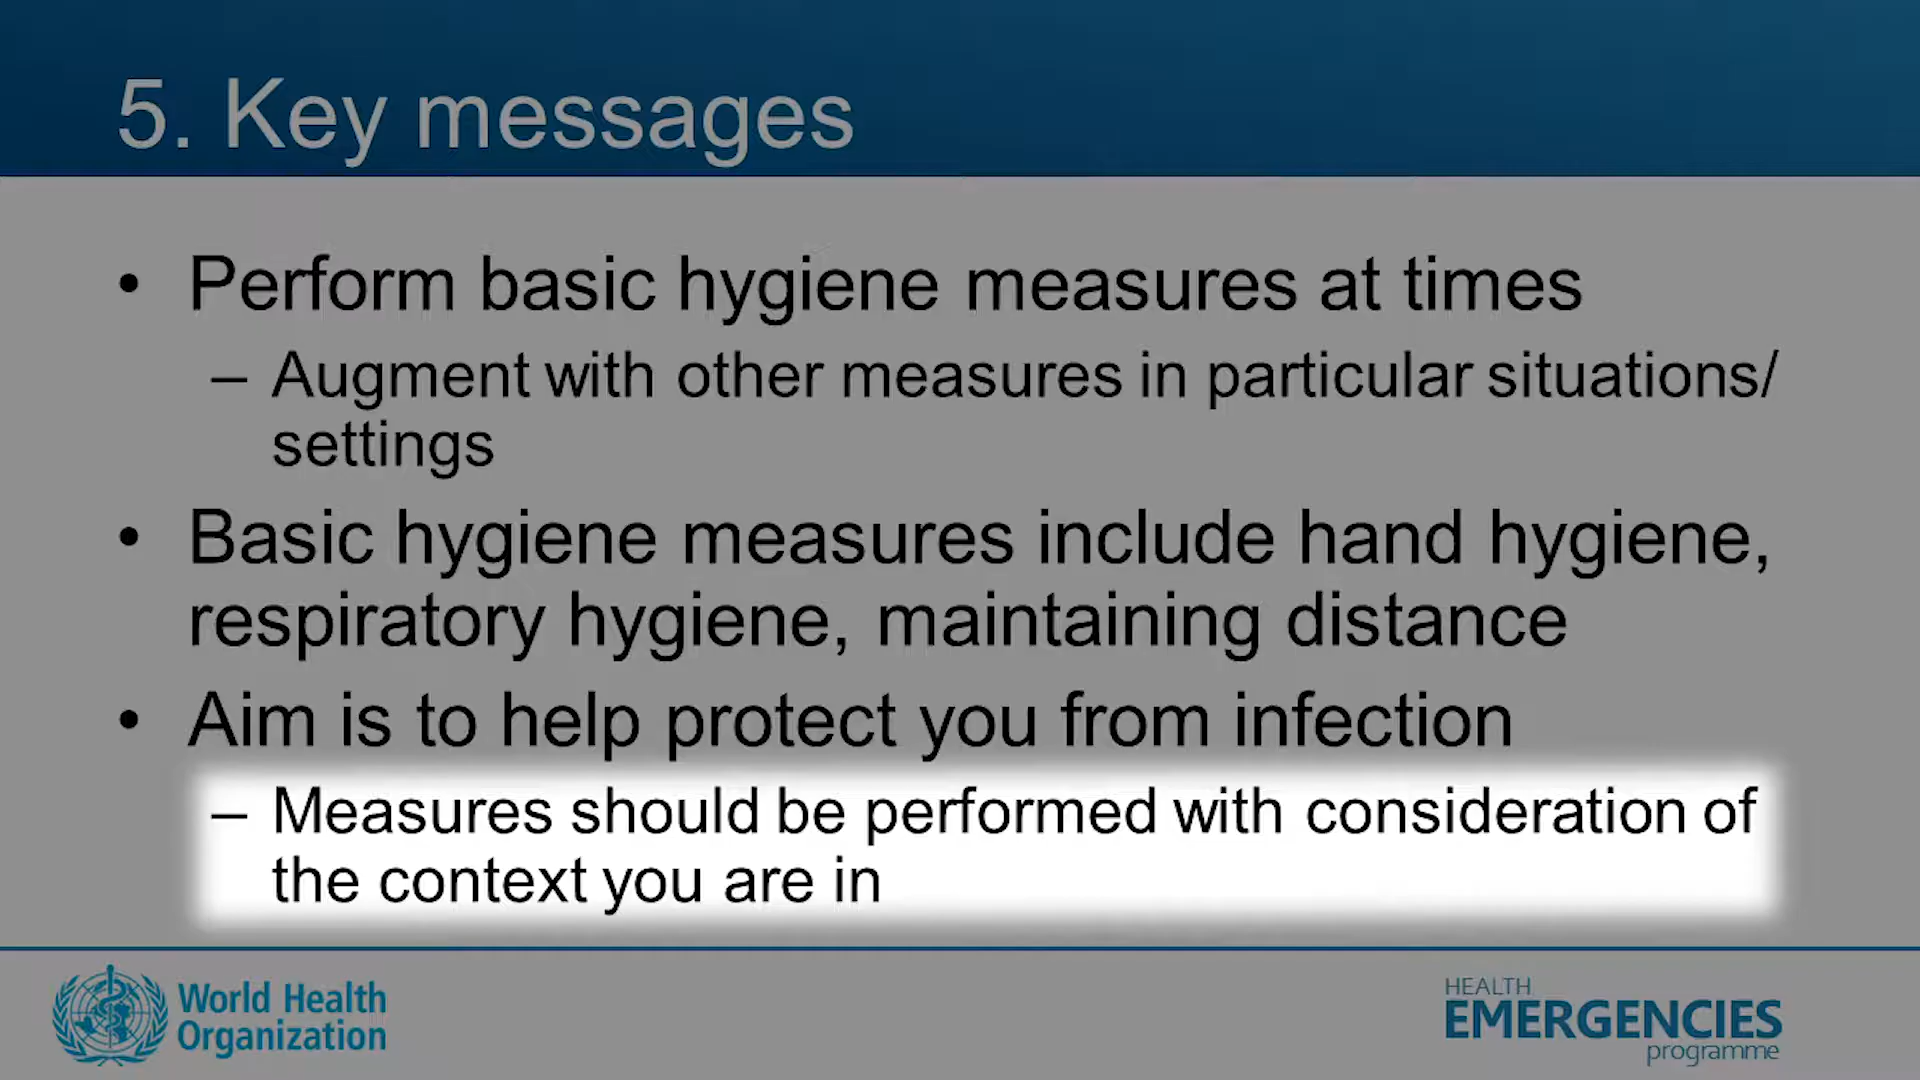 5. Key messages
• Perform basic hygiene measures at times
– Augment with other measures in particular situations/
settings
• Basic hygiene measures include hand hygiene,
respiratory hygiene, maintaining distance
• Aim is to help protect you from infection
– Measures should be performed with consideration of
the context you are in
World Health
Organization
HEALTH
EMERGENCIES
programme